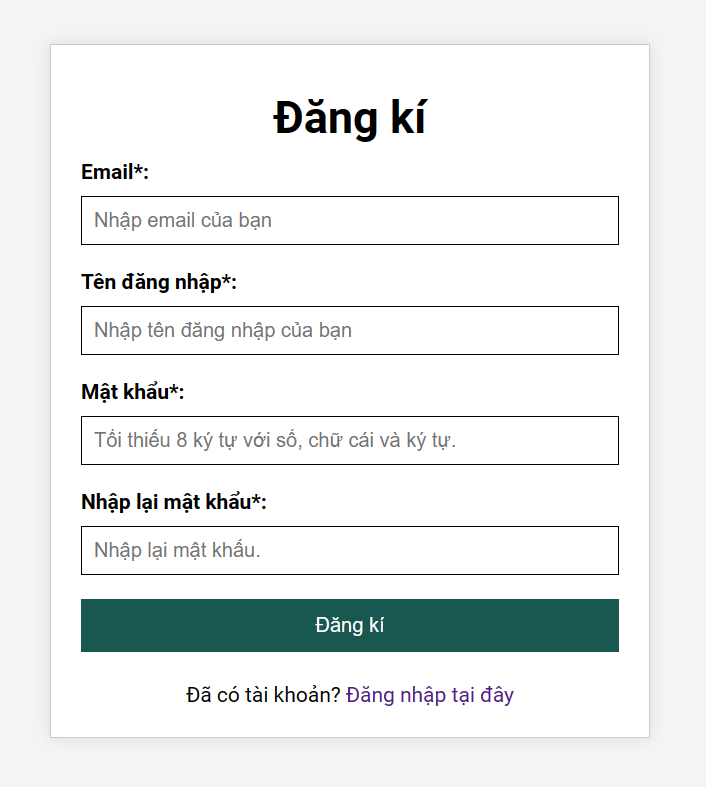 Đăng kí
Email*:
Nhập email của bạn
Tên đăng nhập*:
Nhập tên đăng nhập của bạn
Mật khẩu*:
Tối thiểu 8 ký tự với số, chữ cái và ký tự.
Nhập lại mật khẩu*:
Nhập lại mật khẩu.
Đăng kí
Đã có tài khoản? Đăng nhập tại đây